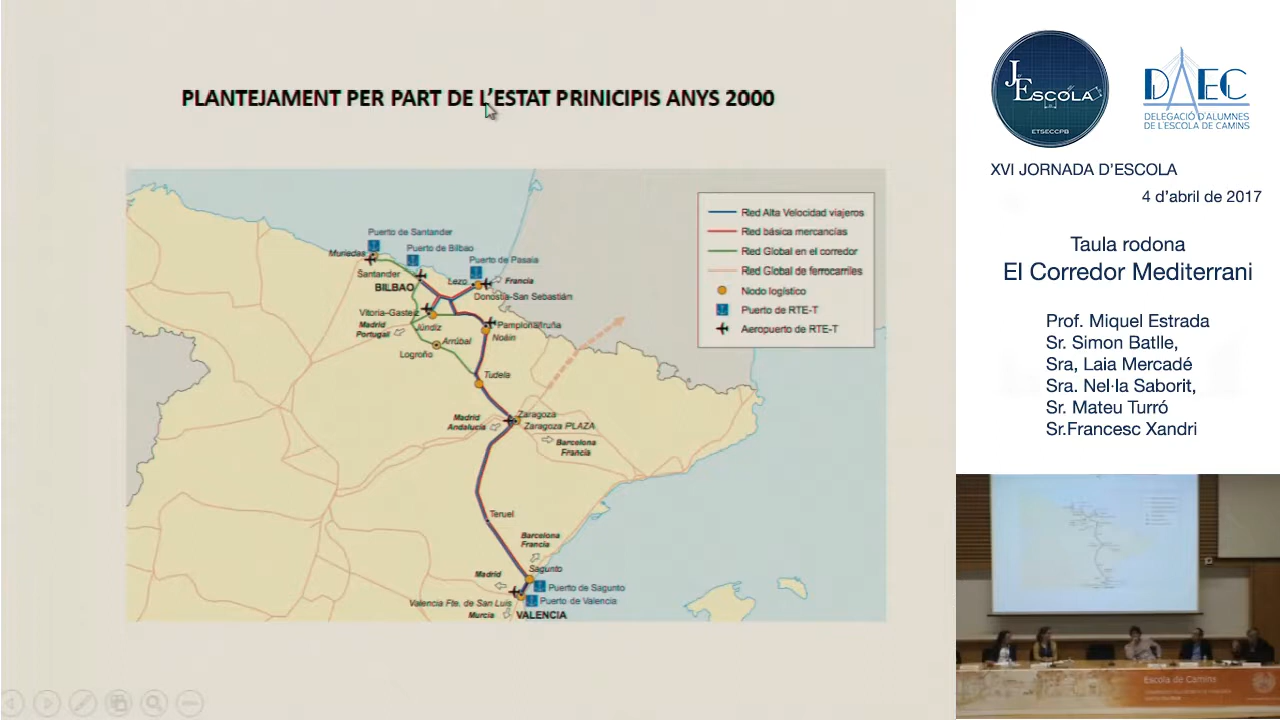 PLANTEJAMENT PER PART DE L'ESTAT PRINICIPIS ANYS 2000
Red Alta Velocidad viajeros
Red básica mercancías
Red Global en el corredor
Red Global de ferrocarriles
Nodo logístico
Puerto de RTE-T
Aeropuerto de RTE-T
Puerto de Santander
Puerto de Bilbao
Muriedas
Puerto de Pasaia
Santander
Lezo
Francia
BILBAO
Donostia-San Sebastián
Vitoria-Gasteiz
Madrid
Portugal
Júndiz
Pamplona/Iruña
Noáin
Arrúbal
Logroño
Tudela
Zaragoza
Madrid
Andalucía
Zaragoza PLAZA
Barcelona
Francia
Teruel
Barcelona
Francia
Sagunto
Madrid
Puerto de Sagunto
Valencia Fte. de San Luis
Puerto de Valencia
Murcia
VALENCIA
JESCOLA
ETSECCPB
DAEC
DELEGACIÓ D'ALUMNES
DE L'ESCOLA DE CAMINS
XVI JORNADA D'ESCOLA
4 d'abril de 2017
Taula rodona
El Corredor Mediterrani
Prof. Miquel Estrada
Sr. Simon Batlle,
Sra, Laia Mercadé
Sra. Nel·la Saborit,
Sr. Mateu Turró
Sr.Francesc Xandri
Escola de Camins